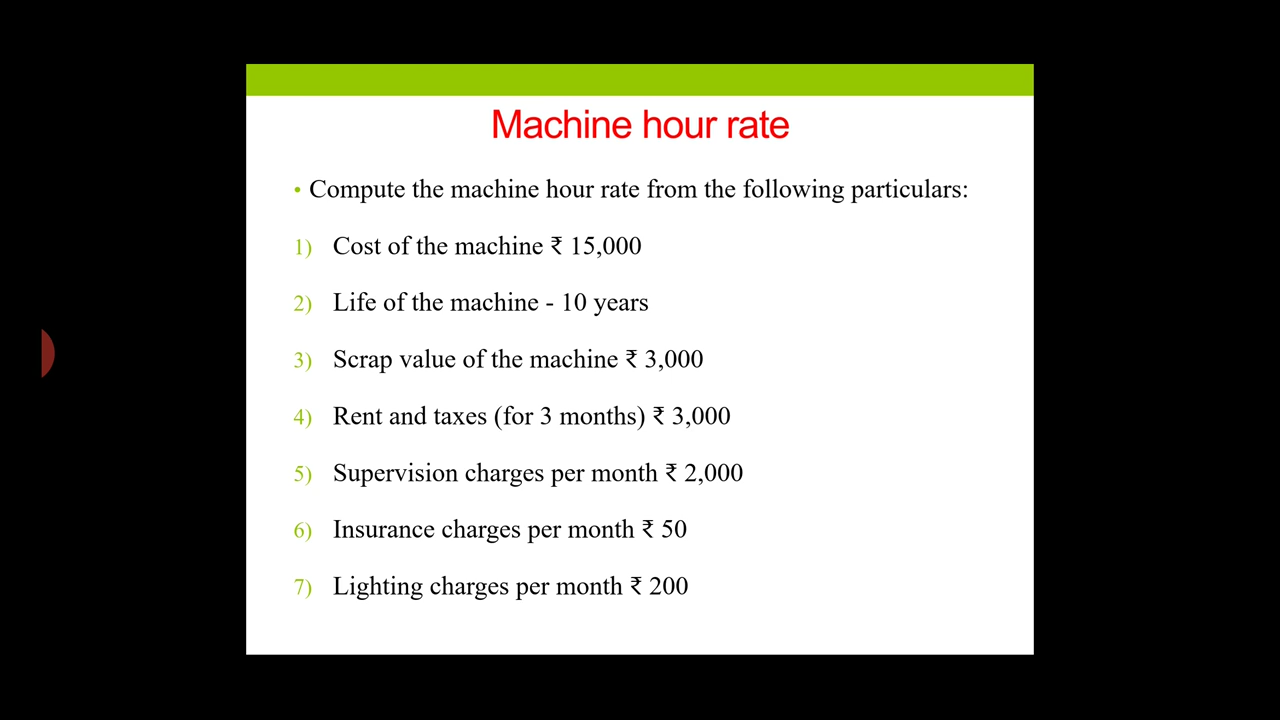 Machine hour rate
• Compute the machine hour rate from the following particulars:
1) Cost of the machine ₹ 15,000
2) Life of the machine - 10 years
3) Scrap value of the machine ₹ 3,000
4) Rent and taxes (for 3 months) ₹ 3,000
5) Supervision charges per month ₹ 2,000
6) Insurance charges per month ₹ 50
7) Lighting charges per month ₹ 200